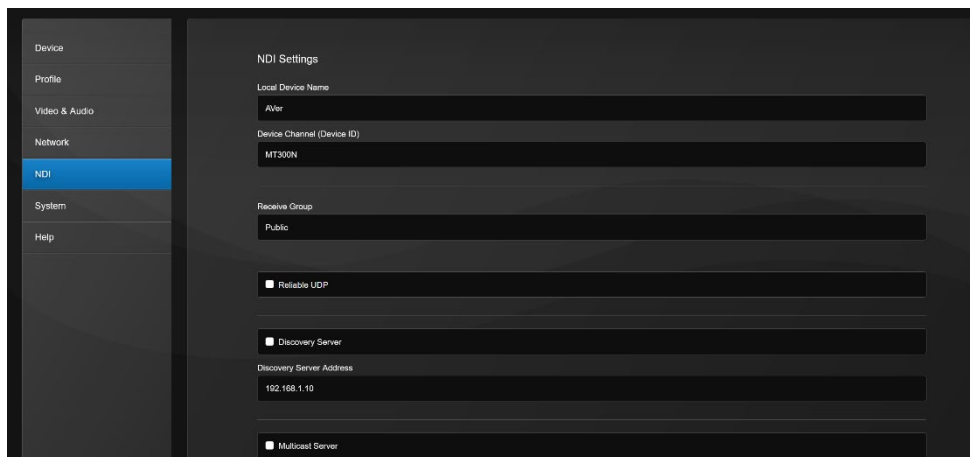 Device
Profile
Video & Audio
Network
NDI
System
Help
NDI Settings
Local Device Name
AVer
Device Channel (Device ID)
MT300N
Receive Group
Public
Reliable UDP
Discovery Server
Discovery Server Address
192.168.1.10
Multicast Server